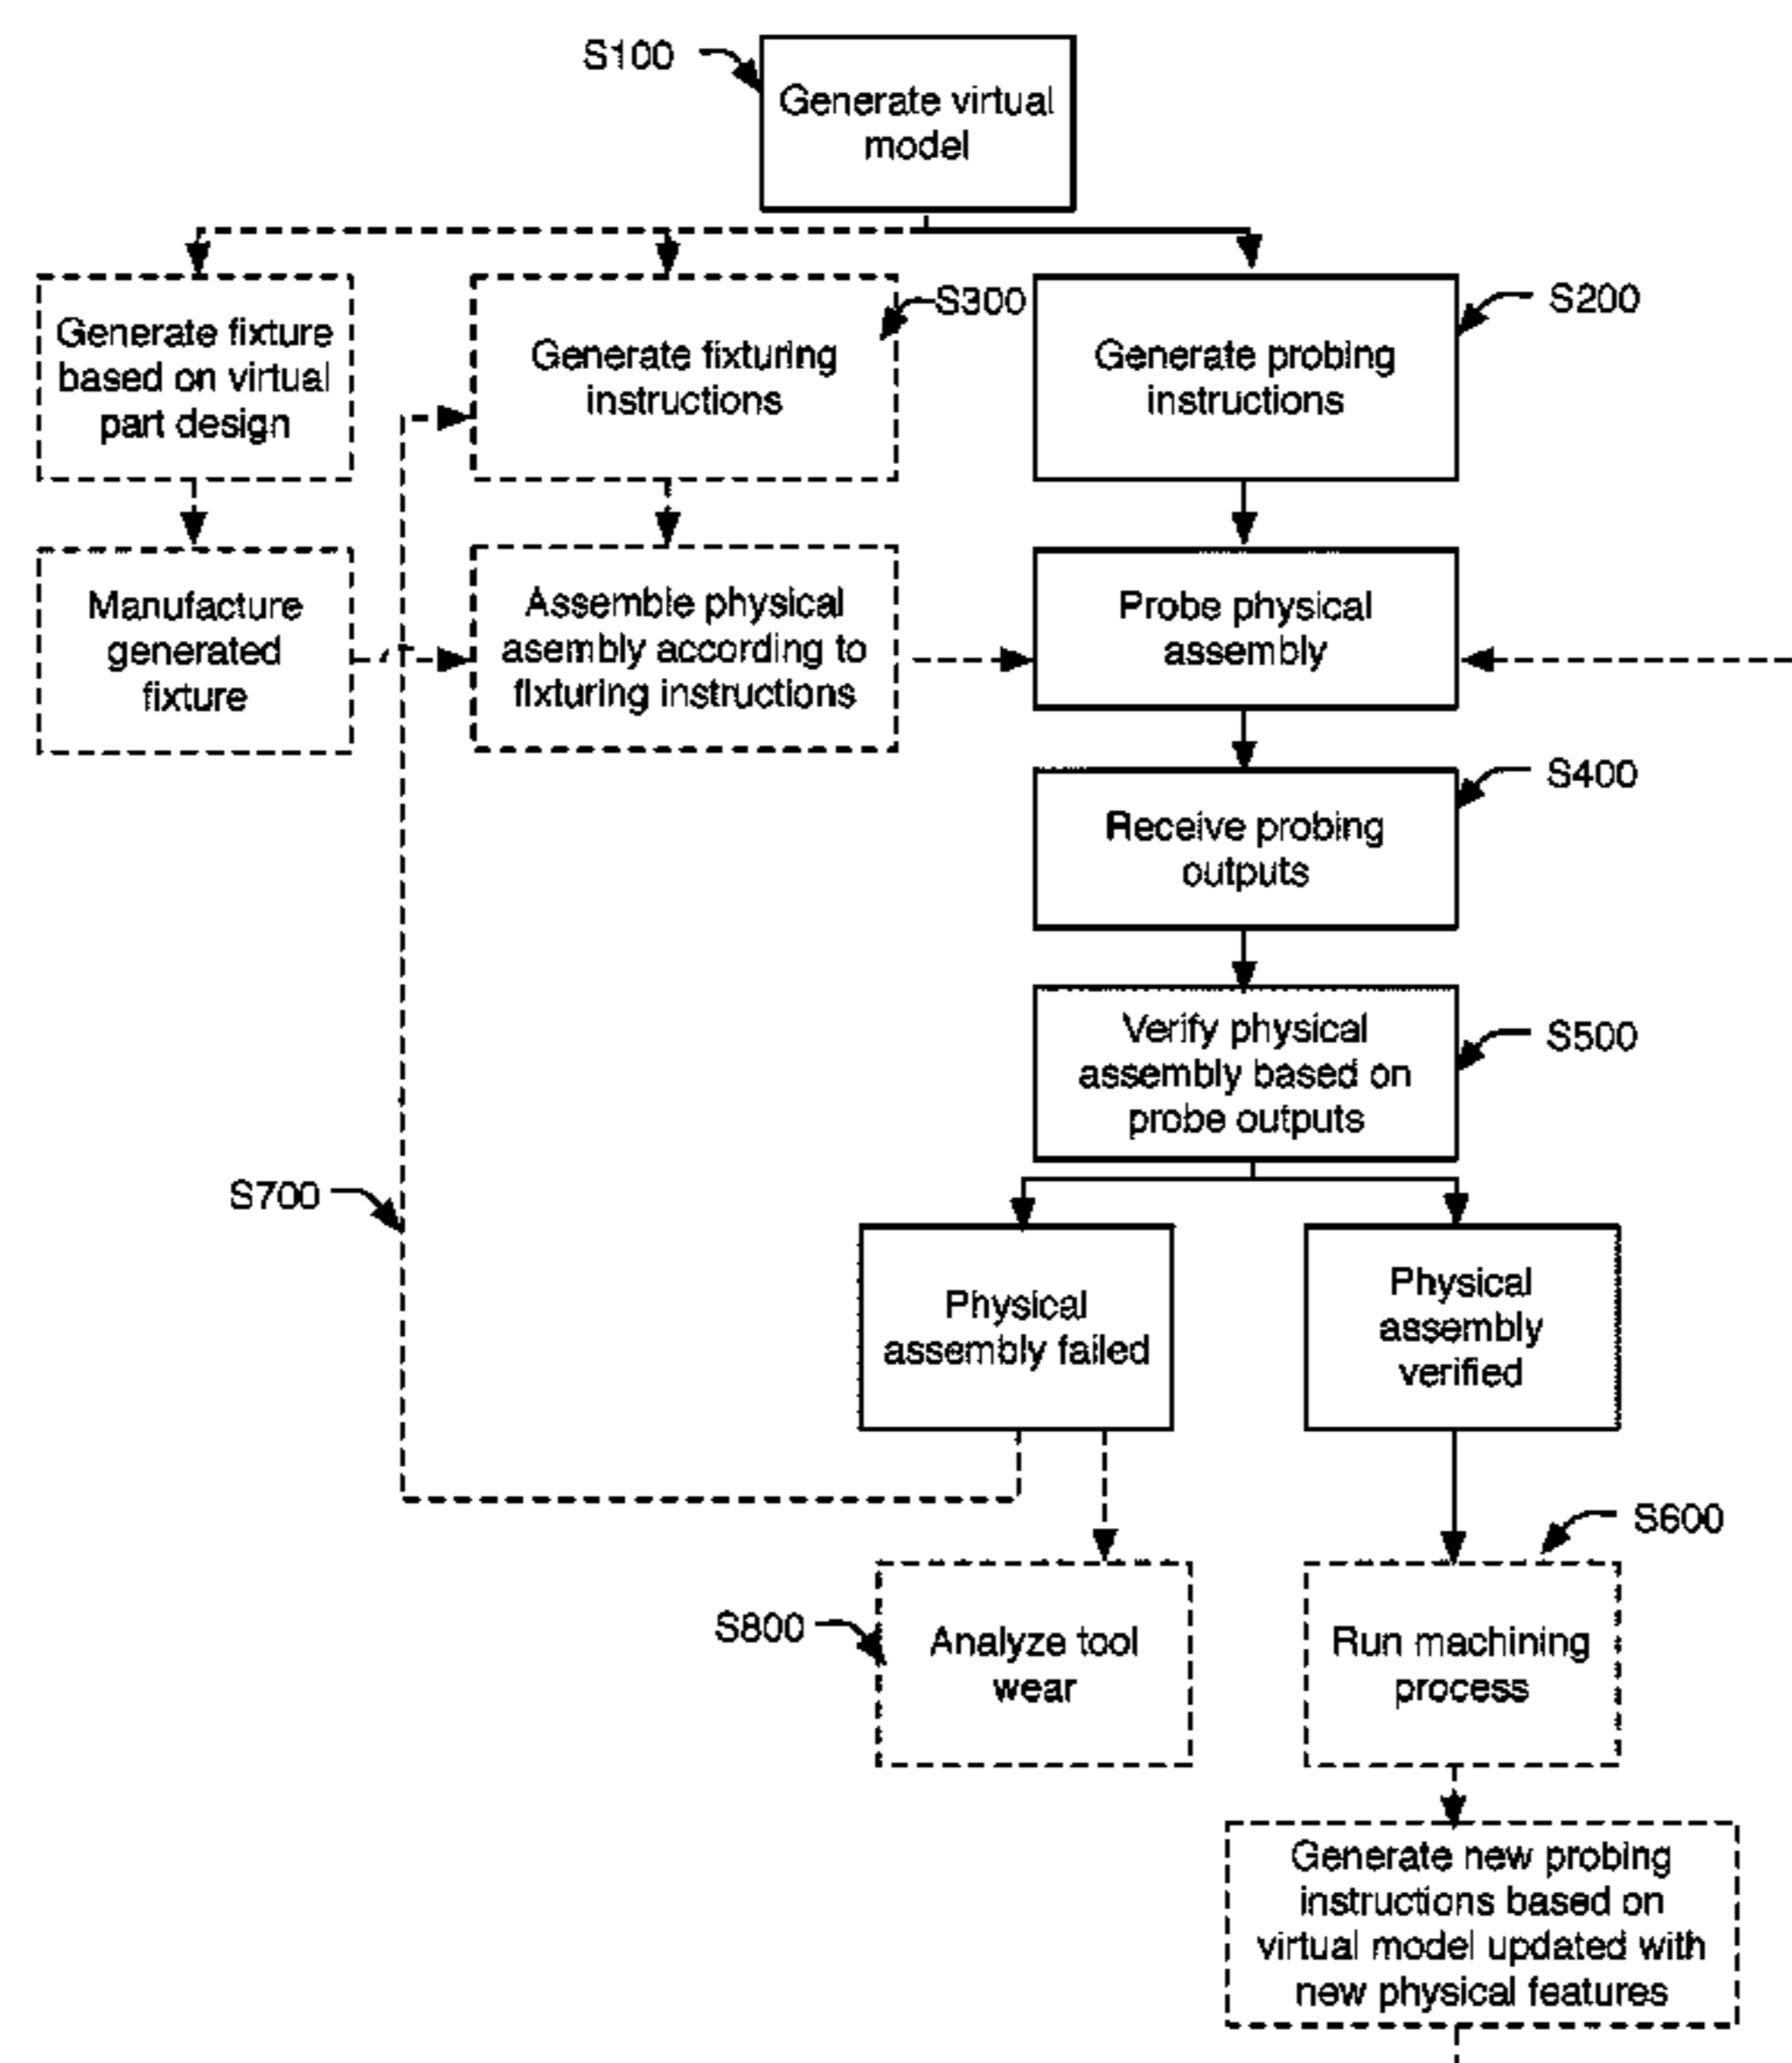 S100
Generate virtual
model
Generate fixture
based on virtual
part design
Generate fixturing
instructions
S300
Generate probing
instructions
S200
Manufacture
generated
fixture
Assemble physical
asembly according to
fixturing instructions
Probe physical
assembly
Receive probing
outputs
S400
Verify physical
assembly based on
probe outputs
S500
S700
Physical
assembly failed
Physical
assembly
verified
S600
S800
Analyze tool
wear
Run machining
process
Generate new probing
instructions based on
virtual model updated with
new physical features